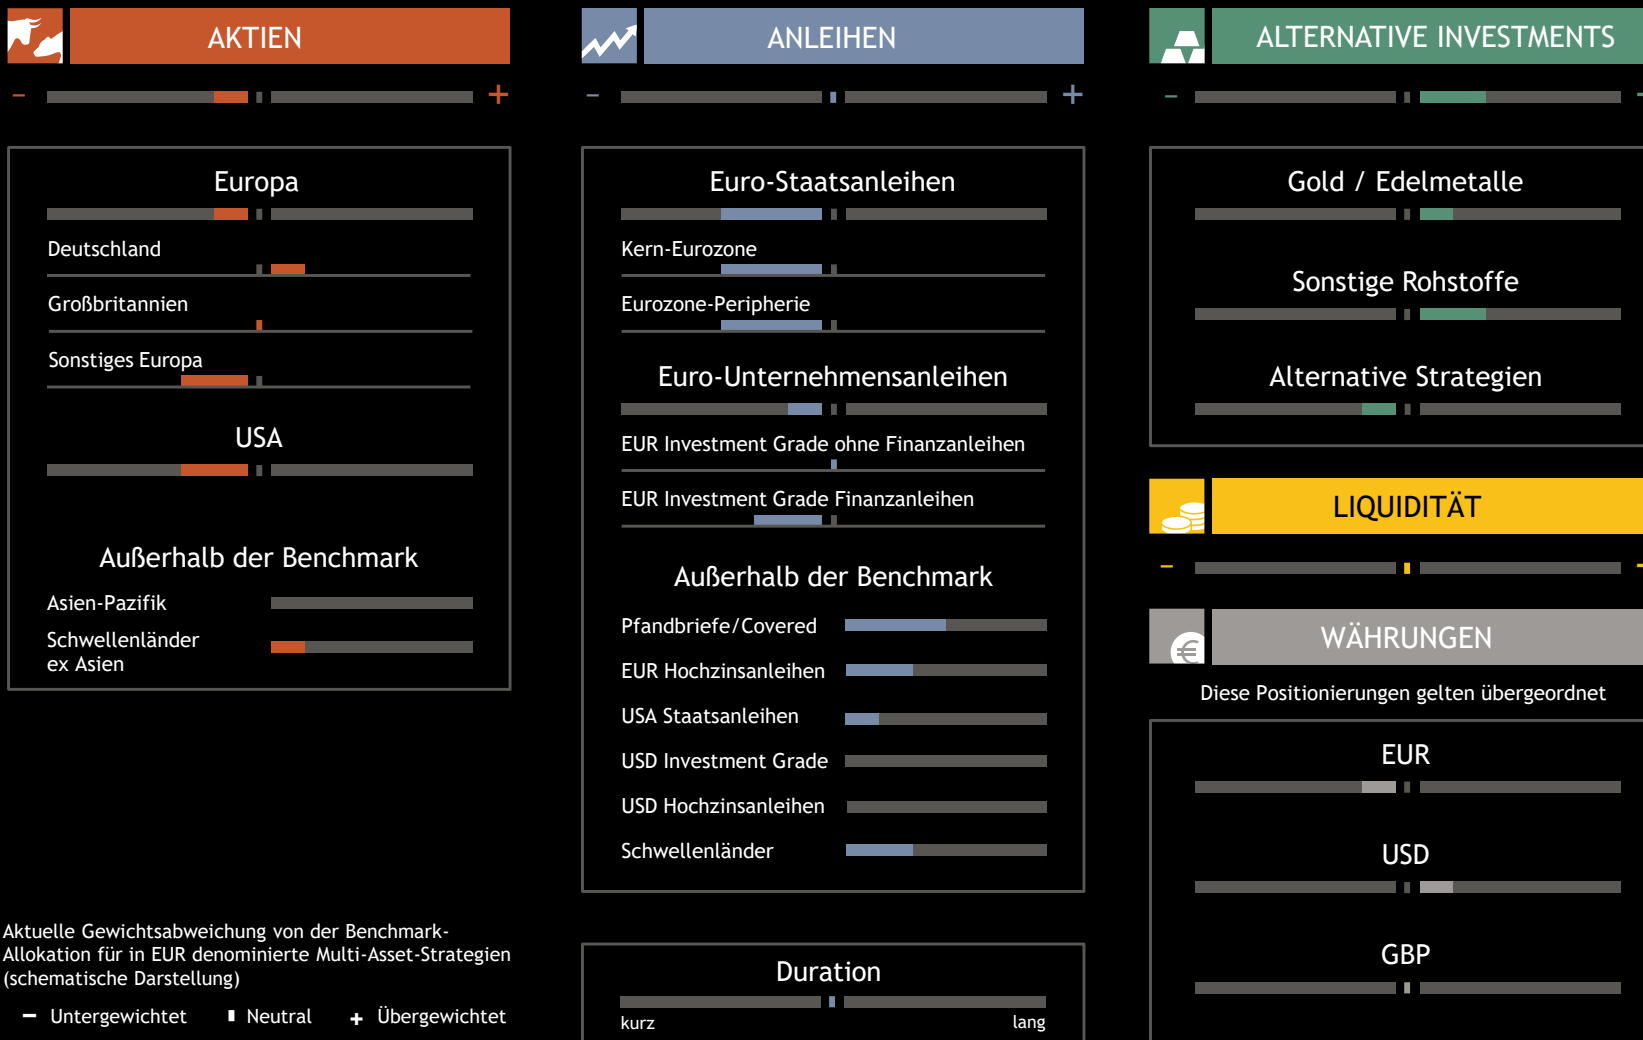 AKTIEN
- +
Europa
Deutschland
Großbritannien
Sonstiges Europa
USA
Außerhalb der Benchmark
Asien-Pazifik
Schwellenländer
ex Asien
Aktuelle Gewichtsabweichung von der Benchmark-
Allokation für in EUR denominierte Multi-Asset-Strategien
(schematische Darstellung)
- Untergewichtet Neutral + Übergewichtet
ANLEIHEN
- +
Euro-Staatsanleihen
Kern-Eurozone
Eurozone-Peripherie
Euro-Unternehmensanleihen
EUR Investment Grade ohne Finanzanleihen
EUR Investment Grade Finanzanleihen
Außerhalb der Benchmark
Pfandbriefe/Covered
EUR Hochzinsanleihen
USA Staatsanleihen
USD Investment Grade
USD Hochzinsanleihen
Schwellenländer
Duration
kurz lang
ALTERNATIVE INVESTMENTS
-
Gold / Edelmetalle
Sonstige Rohstoffe
Alternative Strategien
LIQUIDITÄT
-
€ WÄHRUNGEN
Diese Positionierungen gelten übergeordnet
EUR
USD
GBP